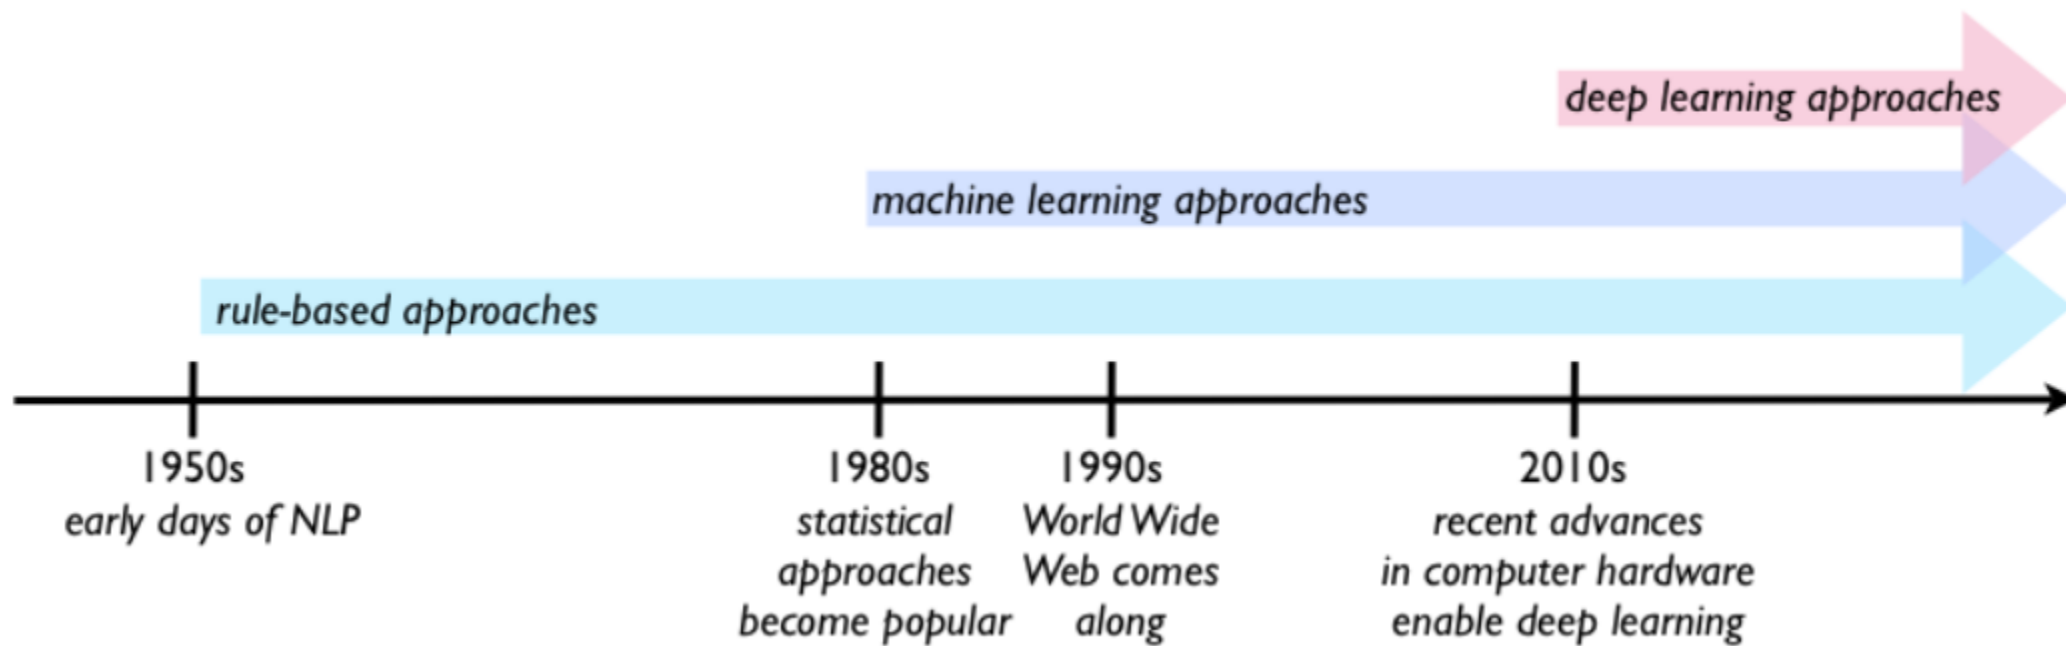 deep learning approaches
machine learning approaches
rule-based approaches
1950s
early days of NLP
1980s
statistical
approaches
become popular
1990s
World Wide
Web comes
along
2010s
recent advances
in computer hardware
enable deep learning